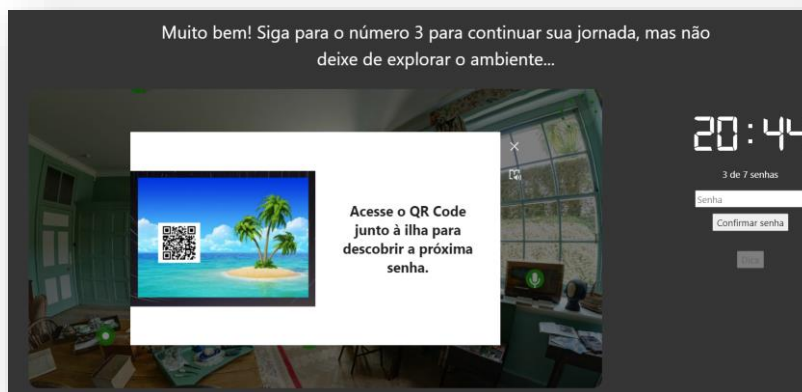 Muito bem! Siga para o número 3 para continuar sua jornada, mas não
deixe de explorar o ambiente...
Acesse o QR Code
junto à ilha para
descobrir a próxima
senha.
20:44
3 de 7 senhas
Senha
Confirmar senha
Dica